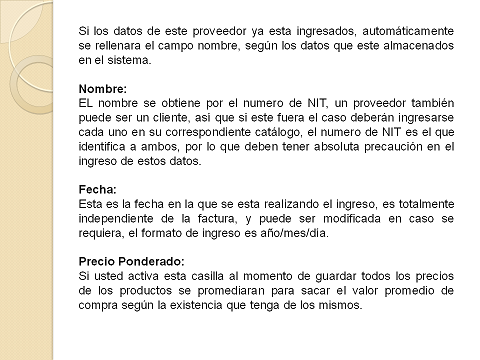 Si los datos de este proveedor ya esta ingresados, automáticamente
se rellenara el campo nombre, según los datos que este almacenados
en el sistema.
Nombre:
EL nombre se obtiene por el numero de NIT, un proveedor también
puede ser un cliente, asi que si este fuera el caso deberán ingresarse
cada uno en su correspondiente catálogo, el numero de NIT es el que
identifica a ambos, por lo que deben tener absoluta precaución en el
ingreso de estos datos.
Fecha:
Esta es la fecha en la que se esta realizando el ingreso, es totalmente
independiente de la factura, y puede ser modificada en caso se
requiera, el formato de ingreso es año/mes/dia.
Precio Ponderado:
Si usted activa esta casilla al momento de guardar todos los precios
de los productos se promediaran para sacar el valor promedio de
compra según la existencia que tenga de los mismos.